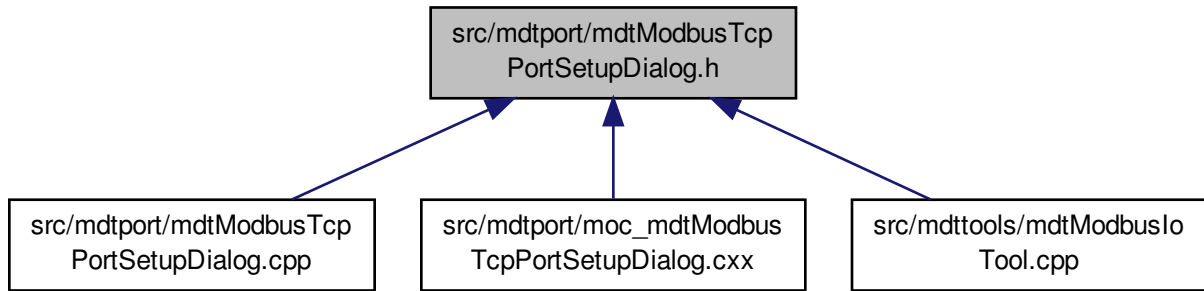 src/mdtport/mdtModbusTcp
PortSetupDialog.h
src/mdtport/mdtModbusTcp
PortSetupDialog.cpp
src/mdtport/moc_mdtModbus
TcpPortSetupDialog.cxx
src/mdttools/mdtModbusIo
Tool.cpp